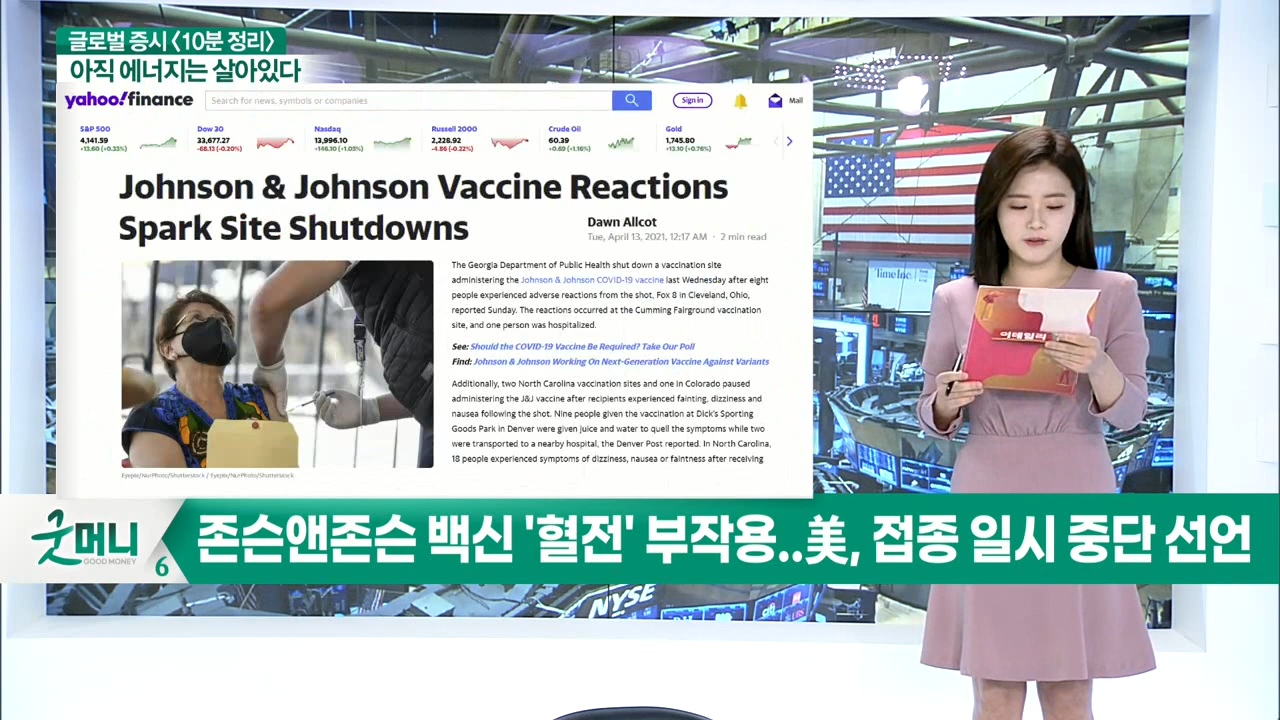 글로벌 증시 <10분 정리>
아직 에너지는 살아있다
yahoo!finance
Search for news, symbols or companies
Sign in
Mail
S&P 500
4,141.59
+13.60 (+0.33%)
Dow 30
33,677.27
-68.13 (-0.20%)
Nasdaq
13,996.10
+146.10 (+1.05%)
Russell 2000
2,228.92
-4.86 (-0.22%)
Crude Oil
60.39
+0.69 (+1.16%)
Gold
1,745.80
+13.10 (+0.76%)
Johnson & Johnson Vaccine Reactions
Spark Site Shutdowns
Dawn Allcot
Tue, April 13, 2021, 12:17 AM · 2 min read
The Georgia Department of Public Health shut down a vaccination site
administering the Johnson & Johnson COVID-19 vaccine last Wednesday after eight
people experienced adverse reactions from the shot, Fox 8 in Cleveland, Ohio,
reported Sunday. The reactions occurred at the Cumming Fairground vaccination
site, and one person was hospitalized.
See: Should the COVID-19 Vaccine Be Required? Take Our Poll
Find: Johnson & Johnson Working On Next-Generation Vaccine Against Variants
Additionally, two North Carolina vaccination sites and one in Colorado paused
administering the J&J vaccine after recipients experienced fainting, dizziness and
nausea following the shot. Nine people given the vaccination at Dick's Sporting
Goods Park in Denver were given juice and water to quell the symptoms while two
were transported to a nearby hospital, the Denver Post reported. In North Carolina,
18 people experienced symptoms of dizziness, nausea or faintness after receiving
Eyepix/NurPhoto/Shutterstock / Eyepix/NurPhoto/Shutterstock
Time Inc.
이데일리
굿머니
GOOD MONEY
6
존슨앤존슨 백신 '혈전' 부작용..美, 접종 일시 중단 선언
NYSE
citi